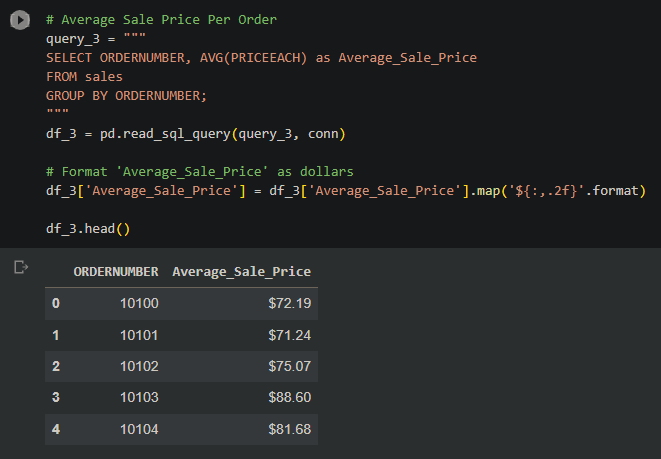 # Average Sale Price Per Order
query_3 = """
SELECT ORDERNUMBER, AVG(PRICEEACH) as Average_Sale_Price
FROM sales
GROUP BY ORDERNUMBER;
"""
df_3 = pd.read_sql_query(query_3, conn)
# Format 'Average_Sale_Price' as dollars
df_3['Average_Sale_Price'] = df_3['Average_Sale_Price'].map('${:,.2f}'.format)
df_3.head()
ORDERNUMBER Average_Sale_Price
0 10100 $72.19
1 10101 $71.24
2 10102 $75.07
3 10103 $88.60
4 10104 $81.68